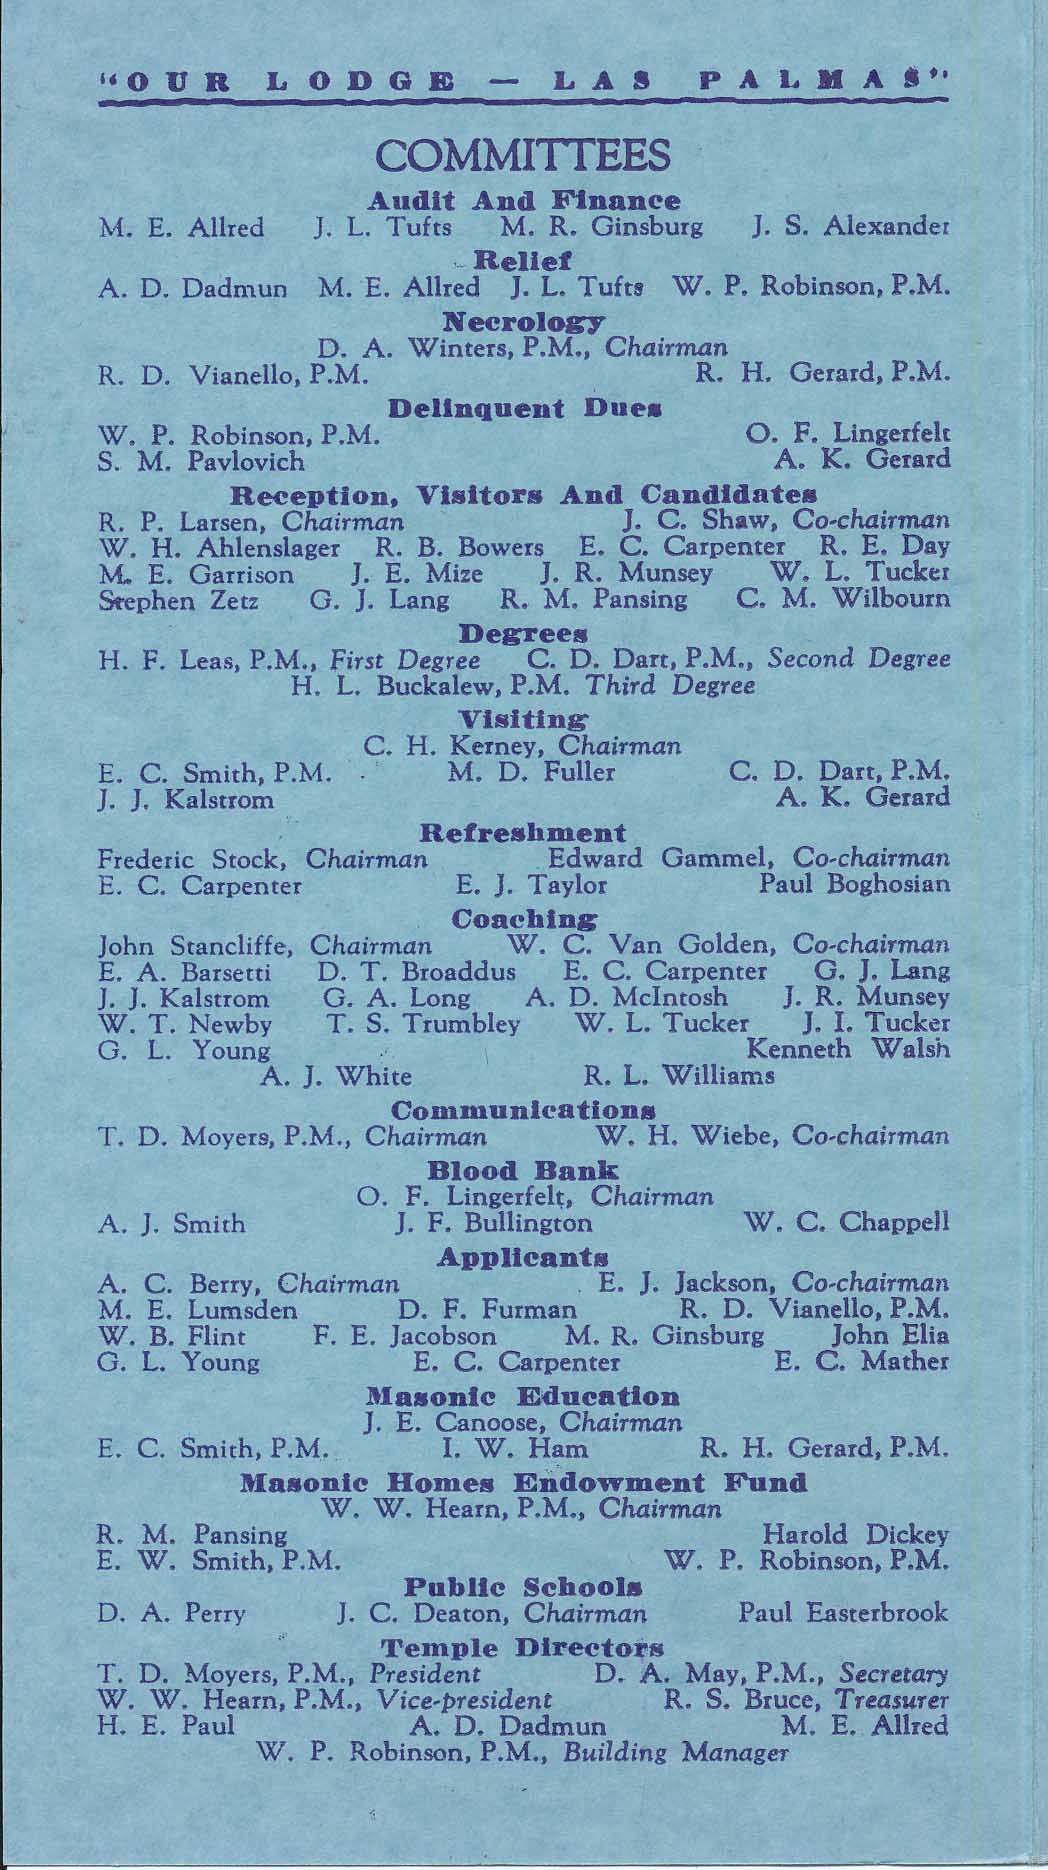 "OUR LODGE — LAS PALMAS"
COMMITTEES
Audit And Finance
M. E. Allred J. L. Tufts M. R. Ginsburg J. S. Alexander
Relief
A. D. Dadmun M. E. Allred J. L. Tufts W. P. Robinson, P.M.
Necrology
D. A. Winters, P.M., Chairman
R. D. Vianello, P.M. R. H. Gerard, P.M.
Delinquent Dues
W. P. Robinson, P.M. O. F. Lingerfelt
S. M. Pavlovich A. K. Gerard
Reception, Visitors And Candidates
R. P. Larsen, Chairman J. C. Shaw, Co-chairman
W. H. Ahlenslager R. B. Bowers E. C. Carpenter R. E. Day
M. E. Garrison J. E. Mize J. R. Munsey W. L. Tucker
Stephen Zetz G. J. Lang R. M. Pansing C. M. Wilbourn
Degrees
H. F. Leas, P.M., First Degree C. D. Dart, P.M., Second Degree
H. L. Buckalew, P.M. Third Degree
Visiting
C. H. Kerney, Chairman
E. C. Smith, P.M. M. D. Fuller C. D. Dart, P.M.
J. J. Kalstrom A. K. Gerard
Refreshment
Frederic Stock, Chairman Edward Gammel, Co-chairman
E. C. Carpenter E. J. Taylor Paul Boghosian
Coaching
John Stancliffe, Chairman W. C. Van Golden, Co-chairman
E. A. Barsetti D. T. Broaddus E. C. Carpenter G. J. Lang
J. J. Kalstrom G. A. Long A. D. McIntosh J. R. Munsey
W. T. Newby T. S. Trumbley W. L. Tucker J. I. Tucker
G. L. Young Kenneth Walsh
A. J. White R. L. Williams
Communications
T. D. Moyers, P.M., Chairman W. H. Wiebe, Co-chairman
Blood Bank
O. F. Lingerfelt, Chairman
A. J. Smith J. F. Bullington W. C. Chappell
Applicants
A. C. Berry, Chairman E. J. Jackson, Co-chairman
M. E. Lumsden D. F. Furman R. D. Vianello, P.M.
W. B. Flint F. E. Jacobson M. R. Ginsburg John Elia
G. L. Young E. C. Carpenter E. C. Mather
Masonic Education
J. E. Canoose, Chairman
E. C. Smith, P.M. I. W. Ham R. H. Gerard, P.M.
Masonic Homes Endowment Fund
W. W. Hearn, P.M., Chairman
R. M. Pansing Harold Dickey
E. W. Smith, P.M. W. P. Robinson, P.M.
Public Schools
D. A. Perry J. C. Deaton, Chairman Paul Easterbrook
Temple Directors
T. D. Moyers, P.M., President D. A. May, P.M., Secretary
W. W. Hearn, P.M., Vice-president R. S. Bruce, Treasurer
H. E. Paul A. D. Dadmun M. E. Allred
W. P. Robinson, P.M., Building Manager